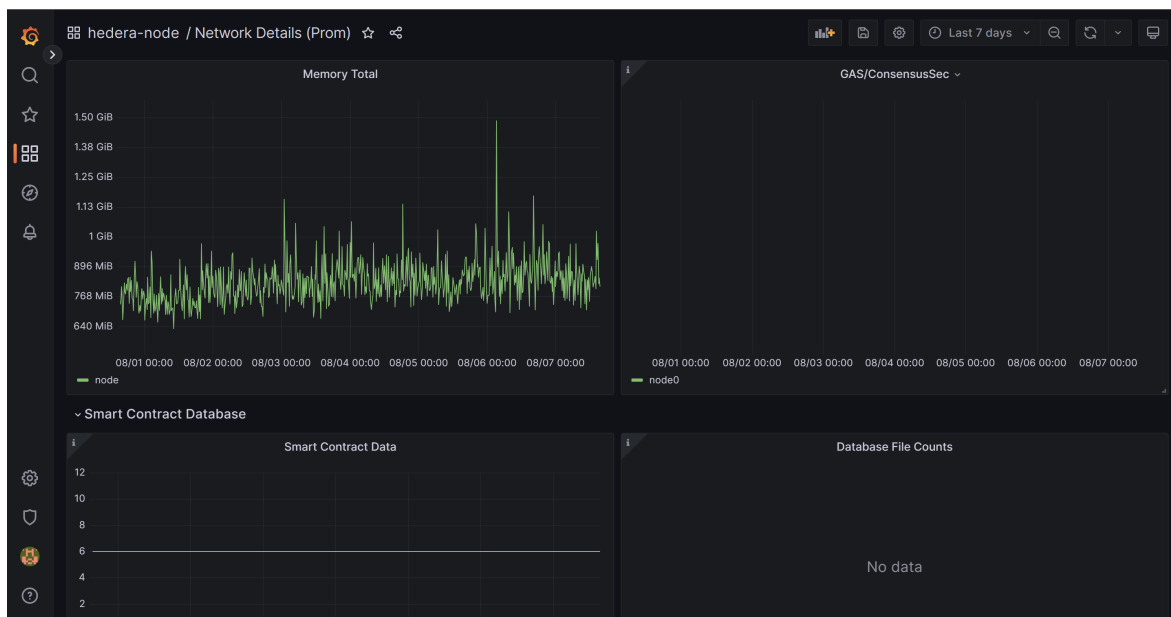 hedera-node / Network Details (Prom)
Last 7 days
Memory Total
1.50 GiB
1.38 GiB
1.25 GiB
1.13 GiB
1 GiB
896 MiB
768 MiB
640 MiB
08/01 00:00 08/02 00:00 08/03 00:00 08/04 00:00 08/05 00:00 08/06 00:00 08/07 00:00
node
i
GAS/ConsensusSec
08/01 00:00 08/02 00:00 08/03 00:00 08/04 00:00 08/05 00:00 08/06 00:00 08/07 00:00
node0
Smart Contract Database
i
Smart Contract Data
12
10
8
6
4
2
i
Database File Counts
No data